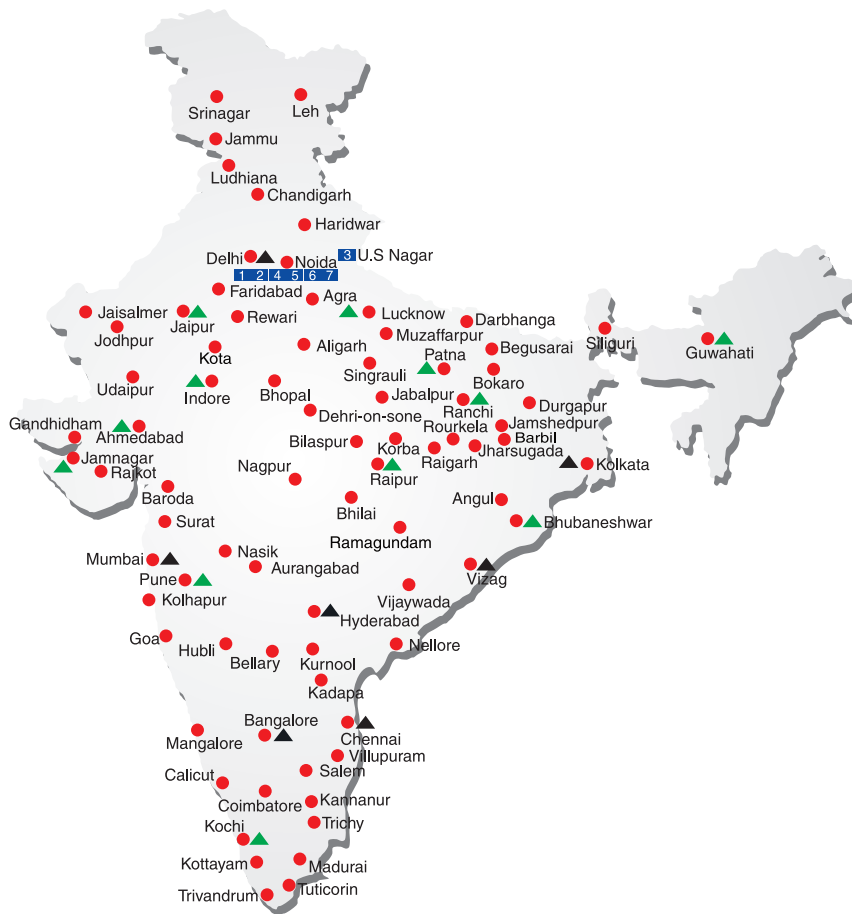 Srinagar
Leh
Jammu
Ludhiana
Chandigarh
Haridwar
Delhi
Noida
3 U.S Nagar
1 2 4 5 6 7
Faridabad
Agra
Jaisalmer
Jaipur
Rewari
Lucknow
Darbhanga
Jodhpur
Muzaffarpur
Siliguri
Guwahati
Kota
Aligarh
Patna
Begusarai
Singrauli
Udaipur
Indore
Bhopal
Jabalpur
Bokaro
Ranchi
Durgapur
Dehri-on-sone
Gandhidham
Ahmedabad
Rourkela
Jamshedpur
Bilaspur
Korba
Barbil
Jharsugada
Jamnagar
Raigarh
Kolkata
Rajkot
Nagpur
Raipur
Baroda
Bhilai
Angul
Surat
Bhubaneshwar
Ramagundam
Mumbai
Nasik
Aurangabad
Vizag
Pune
Kolhapur
Vijaywada
Hyderabad
Goa
Hubli
Bellary
Kurnool
Nellore
Kadapa
Bangalore
Mangalore
Chennai
Villupuram
Calicut
Salem
Coimbatore
Kannanur
Kochi
Trichy
Kottayam
Madurai
Trivandrum
Tuticorin